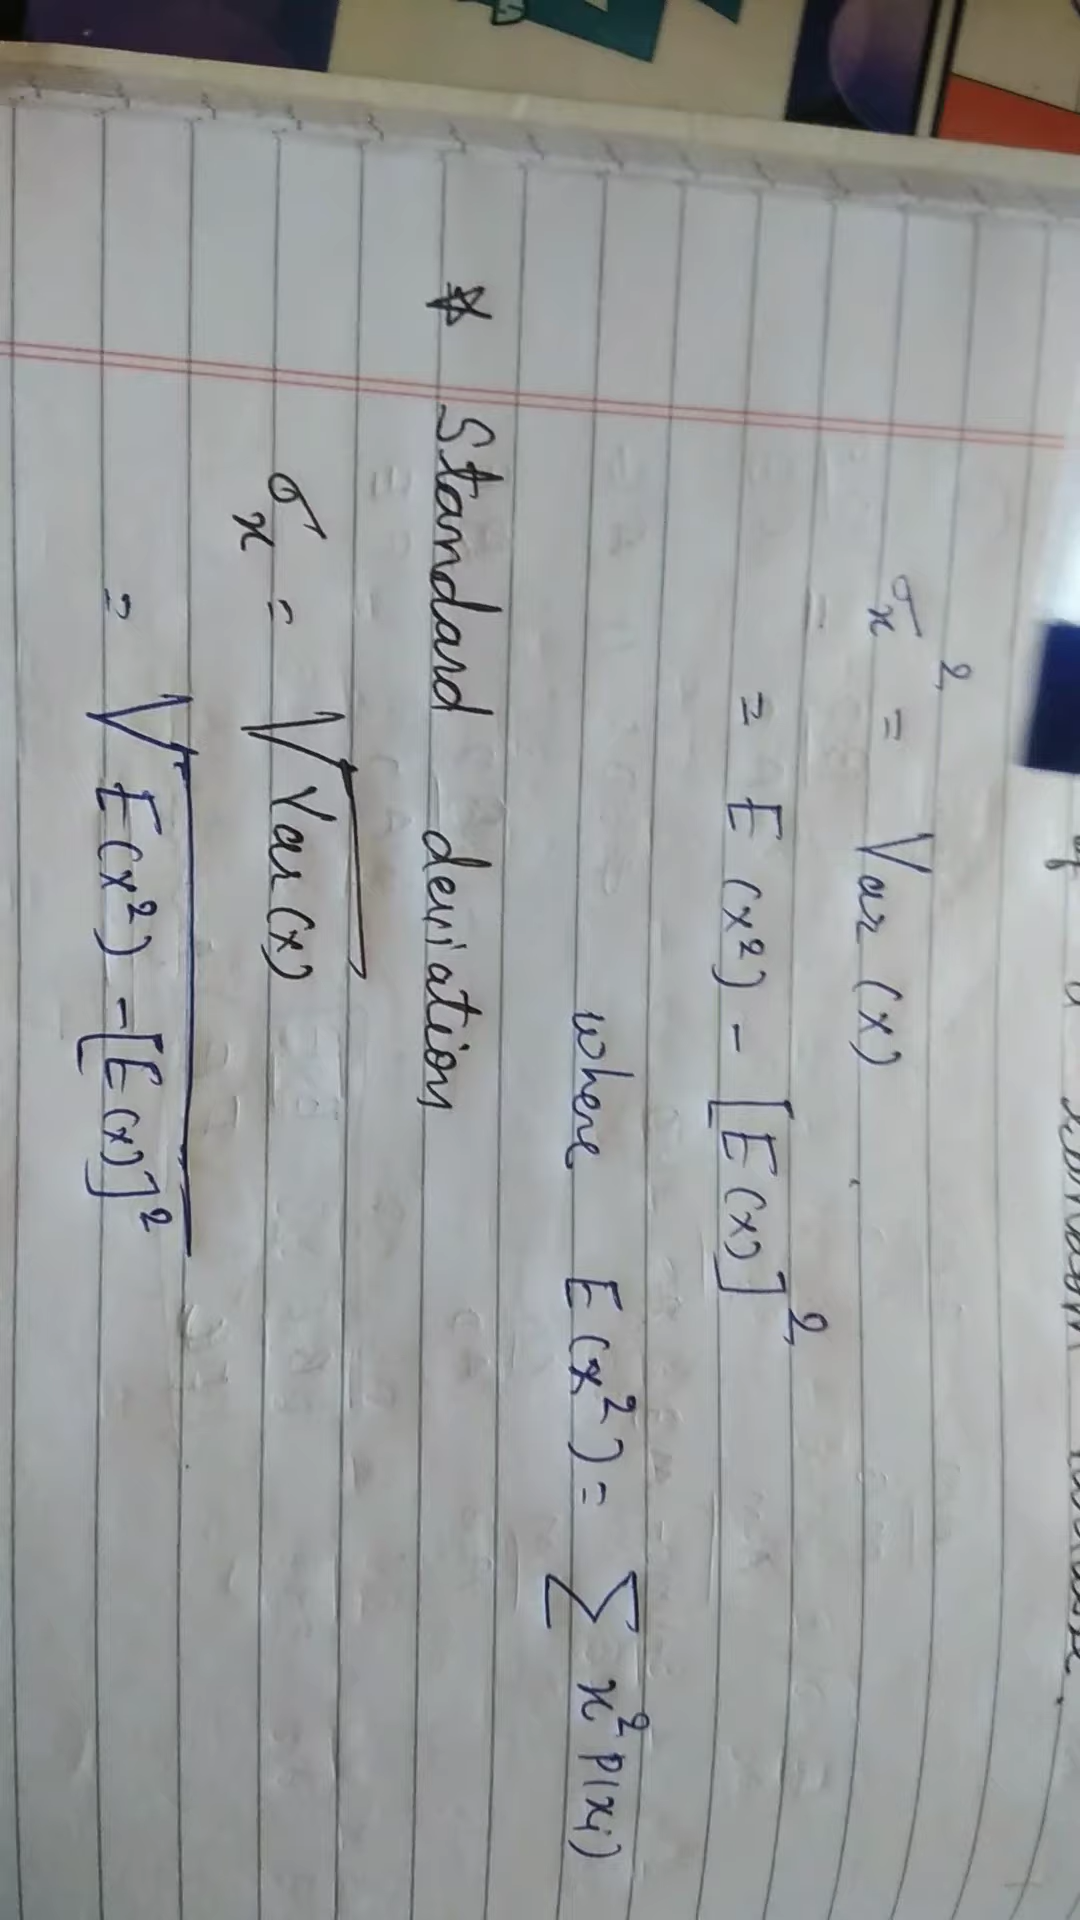 σx² = Var (x)
= E (x²) - [E(x)]²
where E(x²) = ∑ x² P(xi)
☆ Standard deviation
σx = √Var(x)
= √E(x²) - [E(x)]²